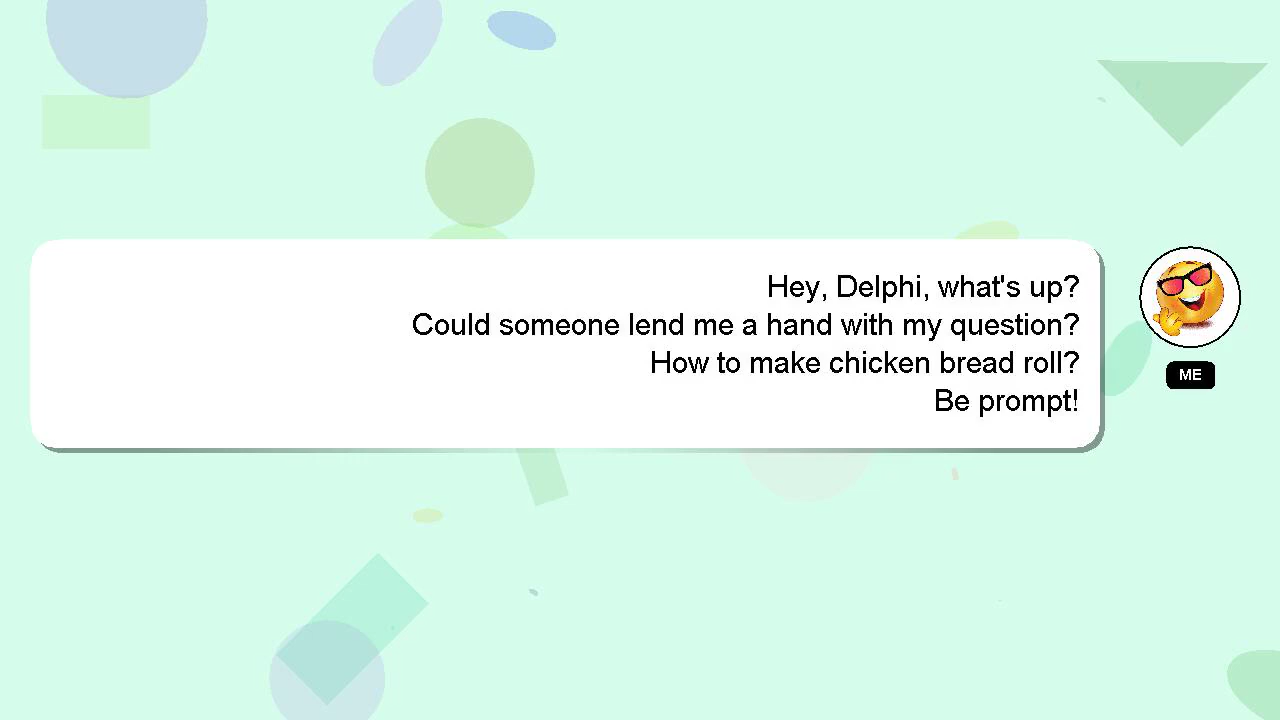 Hey, Delphi, what's up?
Could someone lend me a hand with my question?
How to make chicken bread roll?
Be prompt!
ME